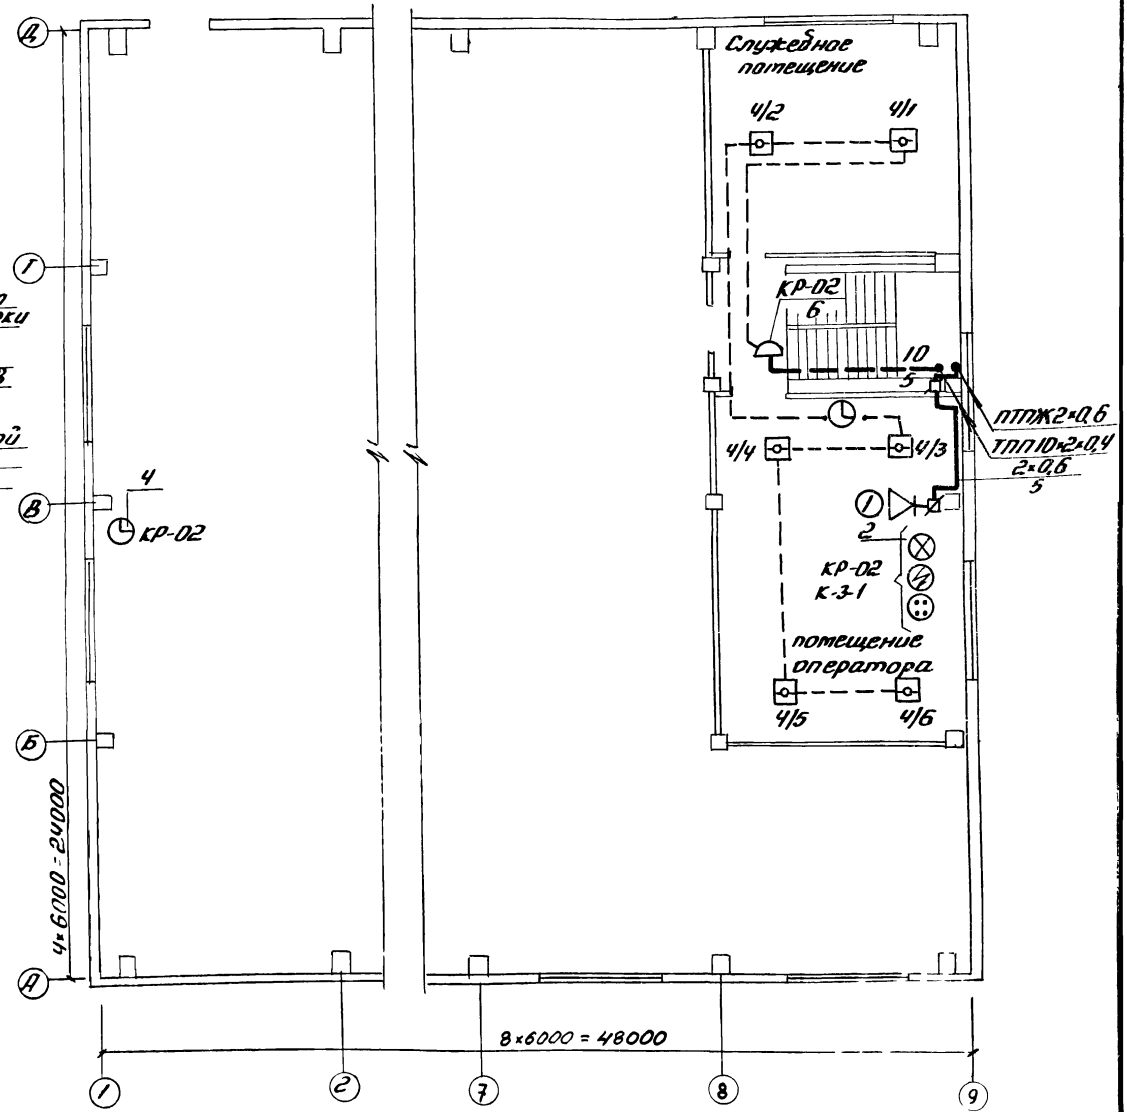 Д
Служебное
помещение
4/2
4/1
Г
КР-02
6
10
5
ПТПЖ2×0,6
ТПП10×2×0,4
2×0,6
5
4/4
4/3
4
В
КР-02
1
2
КР-02
К-3-1
помещение
оператора
4/5
4/6
Б
4×6000=24000
А
8×6000=48000
1
2
7
8
9